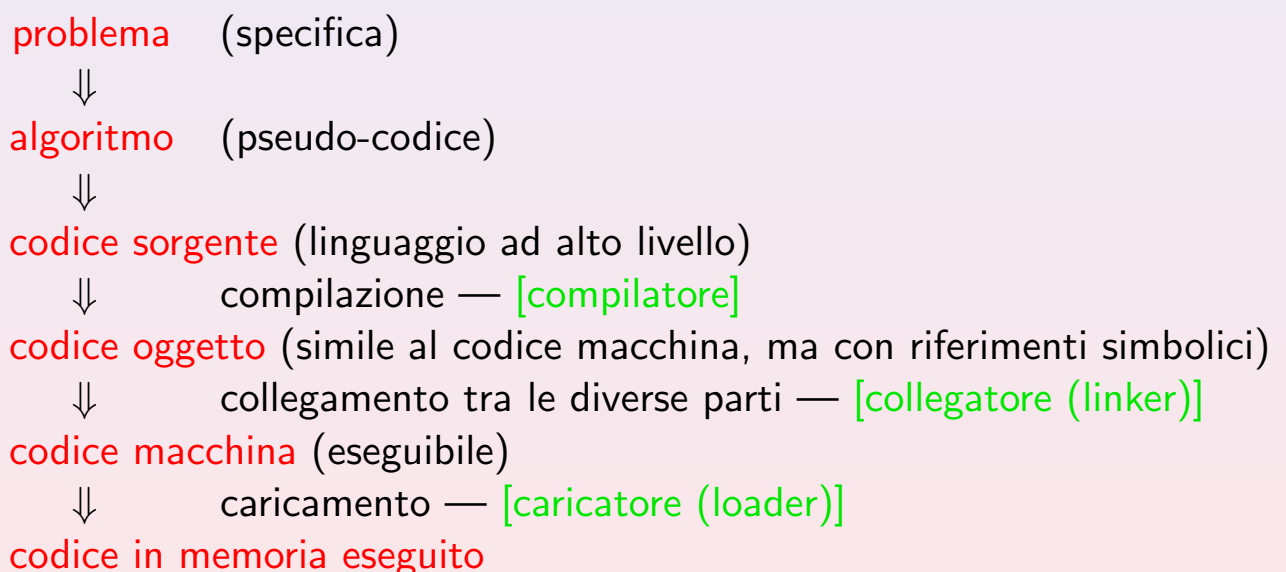 problema (specifica)
⇓
algoritmo (pseudo-codice)
⇓
codice sorgente (linguaggio ad alto livello)
⇓ compilazione — [compilatore]
codice oggetto (simile al codice macchina, ma con riferimenti simbolici)
⇓ collegamento tra le diverse parti — [collegatore (linker)]
codice macchina (eseguibile)
⇓ caricamento — [caricatore (loader)]
codice in memoria eseguito